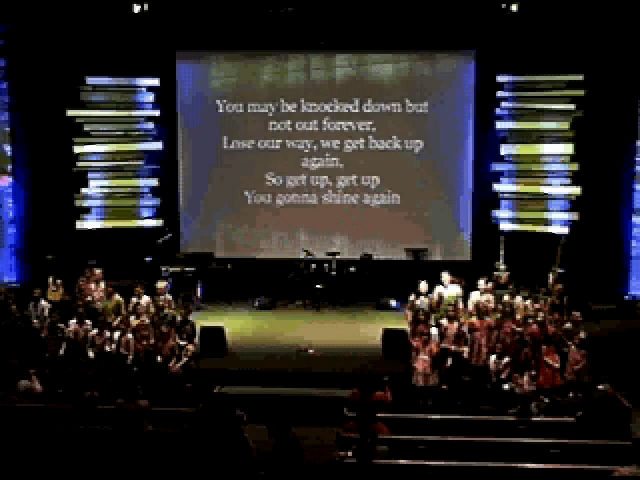 You may be knocked down but
not out forever,
Lose our way, we get back up
again,
So get up, get up
You gonna shine again